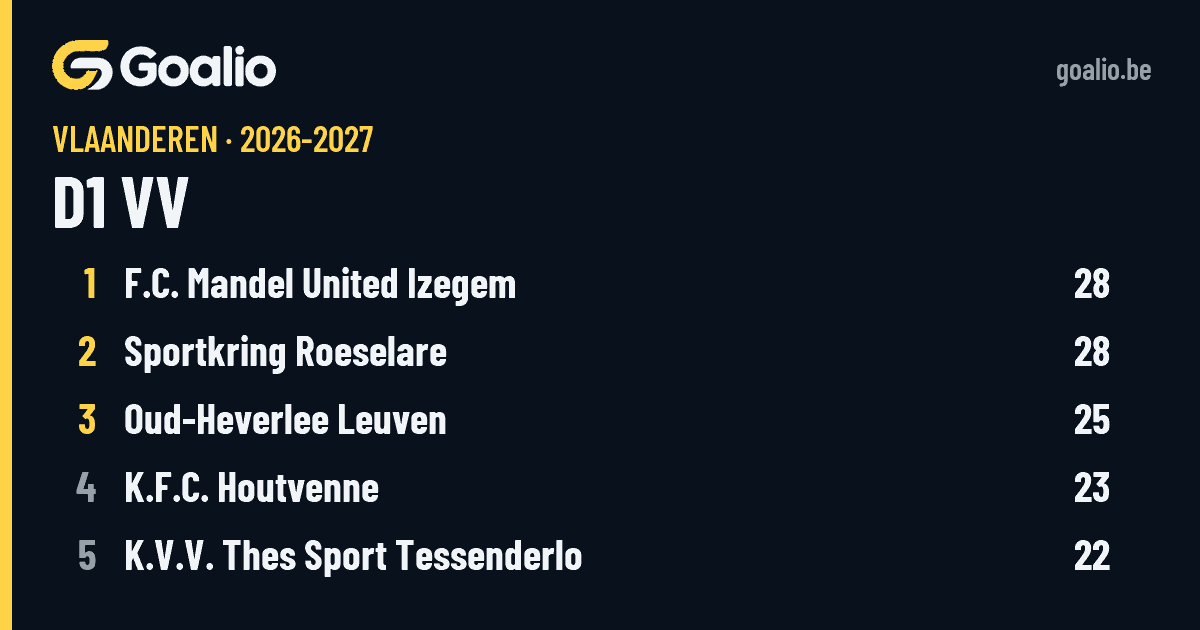 Goalio
goalio.be
VLAANDEREN · 2026-2027
D1 VV
1 F.C. Mandel United Izegem 28
2 Sportkring Roeselare 28
3 Oud-Heverlee Leuven 25
4 K.F.C. Houtvenne 23
5 K.V.V. Thes Sport Tessenderlo 22